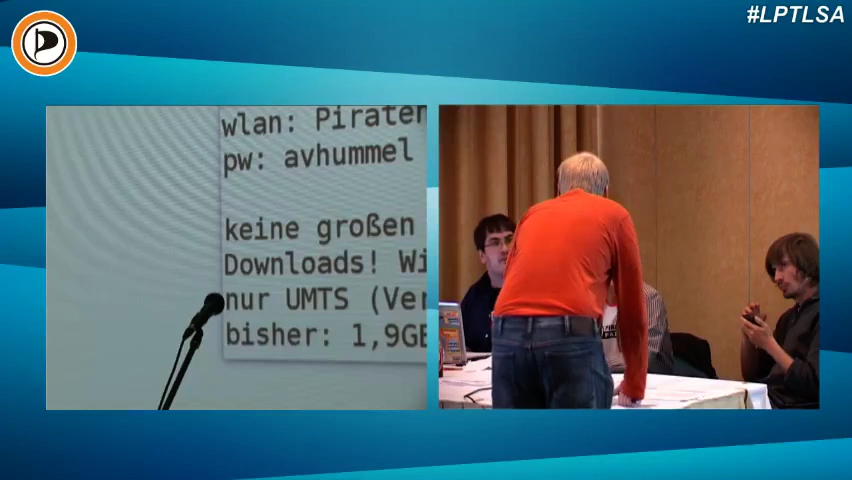 #LPTLSA
wlan: Piraten
pw: avhummel
keine großen
Downloads! Wi
nur UMTS (Ver
bisher: 1,9GB